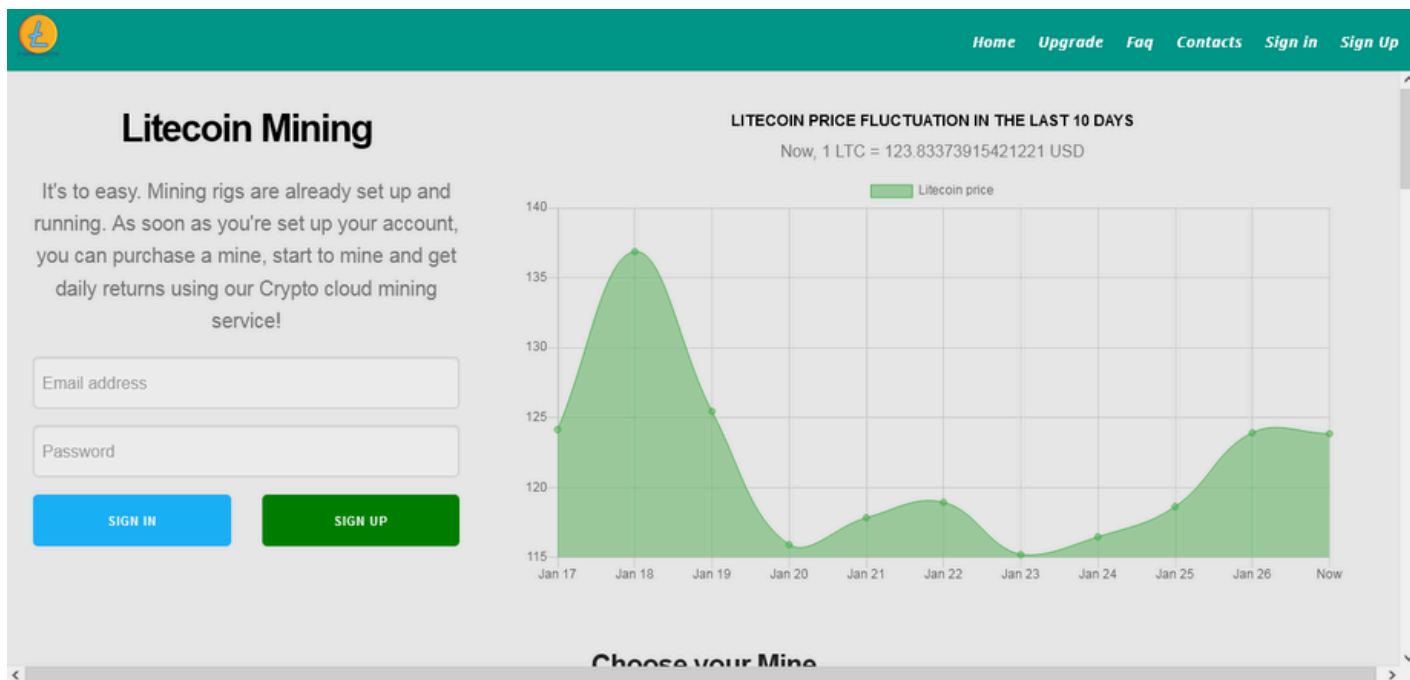 Home Upgrade Faq Contacts Sign in Sign Up
Litecoin Mining
It's to easy. Mining rigs are already set up and
running. As soon as you're set up your account,
you can purchase a mine, start to mine and get
daily returns using our Crypto cloud mining
service!
Email address
Password
SIGN IN SIGN UP
LITECOIN PRICE FLUCTUATION IN THE LAST 10 DAYS
Now, 1 LTC = 123.83373915421221 USD
Litecoin price
140
135
130
125
120
115
Jan 17 Jan 18 Jan 19 Jan 20 Jan 21 Jan 22 Jan 23 Jan 24 Jan 25 Jan 26 Now
Choose your Mine